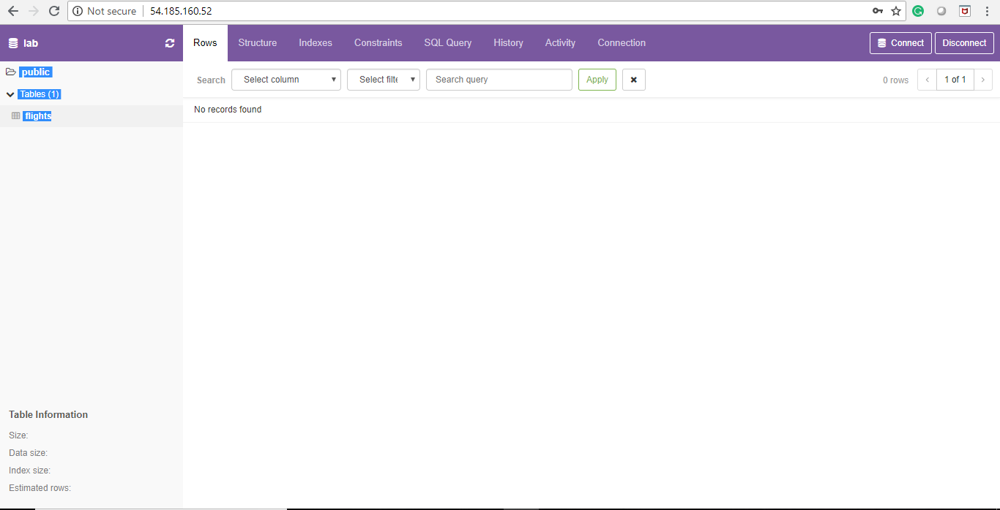 Not secure 54.185.160.52
lab Rows Structure Indexes Constraints SQL Query History Activity Connection Connect Disconnect
public
Search Select column Select filt Search query Apply 0 rows 1 of 1
Tables (1)
No records found
flights
Table Information
Size:
Data size:
Index size:
Estimated rows: